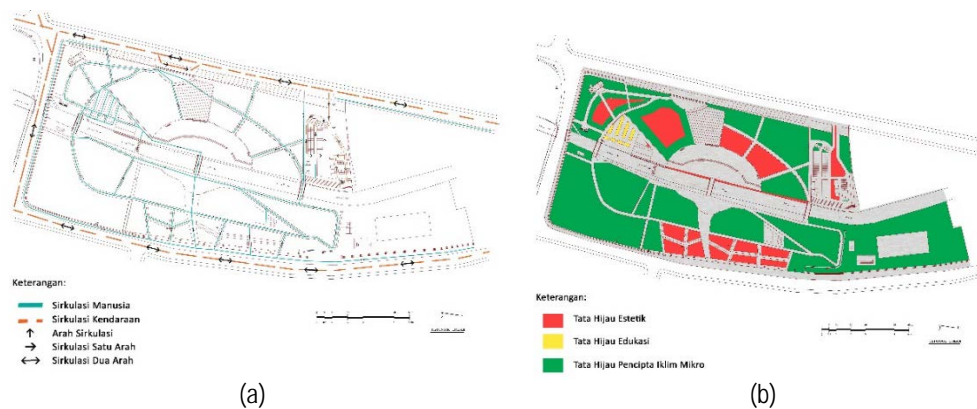 Keterangan:
Sirkulasi Manusia
Sirkulasi Kendaraan
Arah Sirkulasi
Sirkulasi Satu Arah
Sirkulasi Dua Arah
(a)
Keterangan:
Tata Hijau Estetik
Tata Hijau Edukasi
Tata Hijau Pencipta Iklim Mikro
(b)